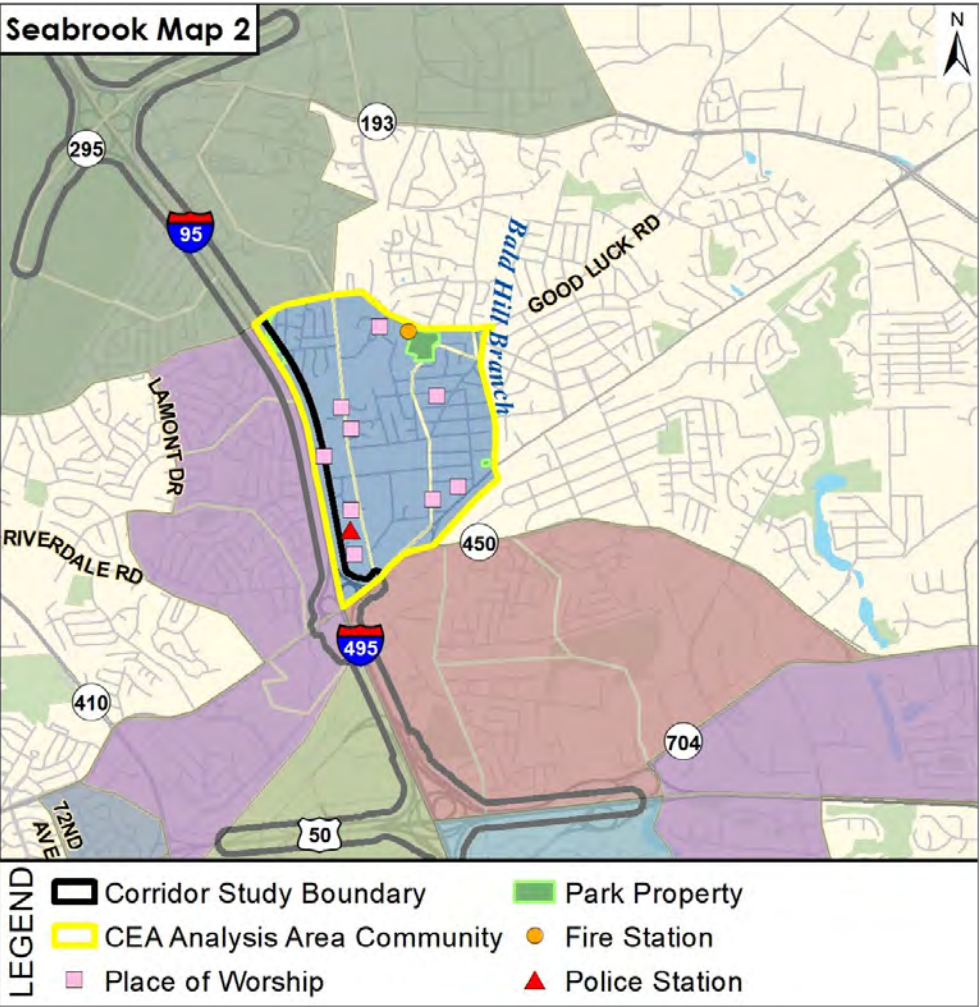 Seabrook Map 2
N
193
295
95
Bald Hill Branch
GOOD LUCK RD
LAMONT DR
RIVERDALE RD
450
495
410
704
72ND
AVE
50
LEGEND
Corridor Study Boundary
Park Property
CEA Analysis Area Community
Fire Station
Place of Worship
Police Station